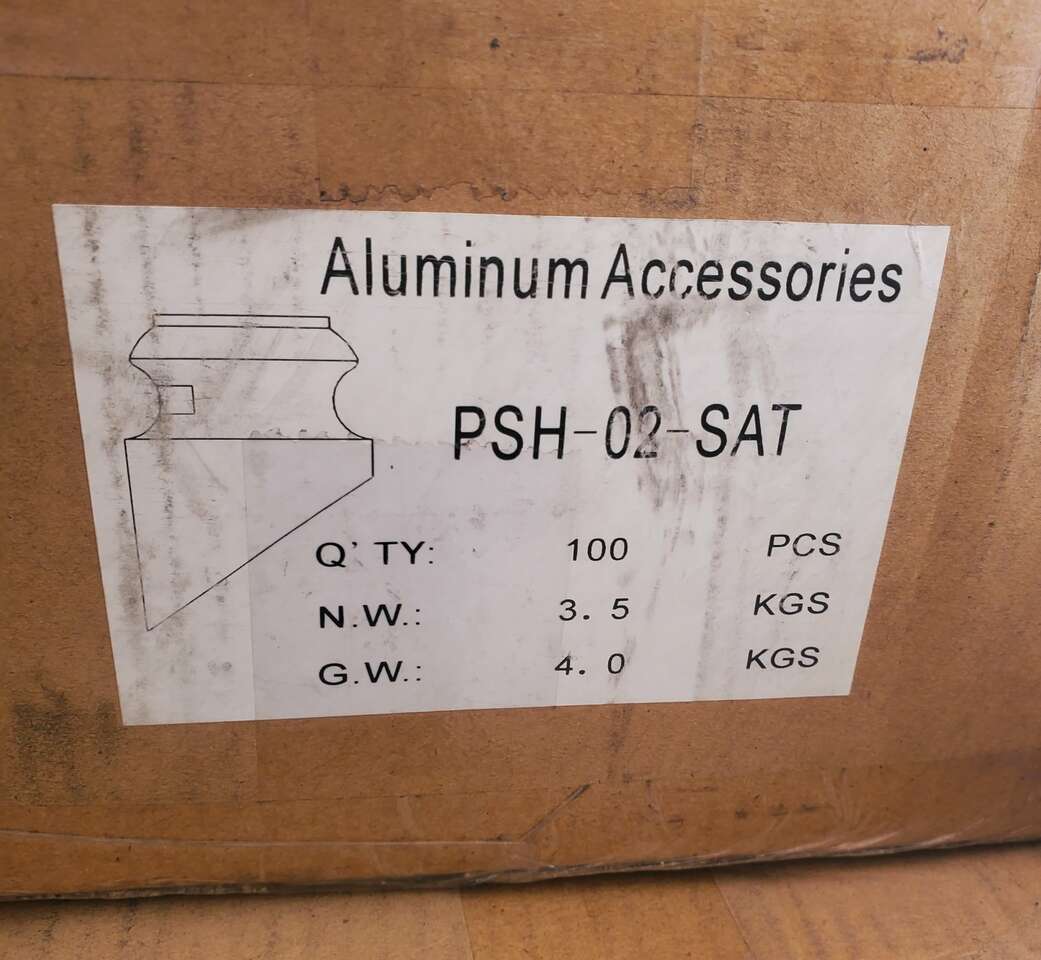 Aluminum Accessories
PSH-02-SAT
Q'TY: 100 PCS
N.W.: 3.5 KGS
G.W.: 4.0 KGS